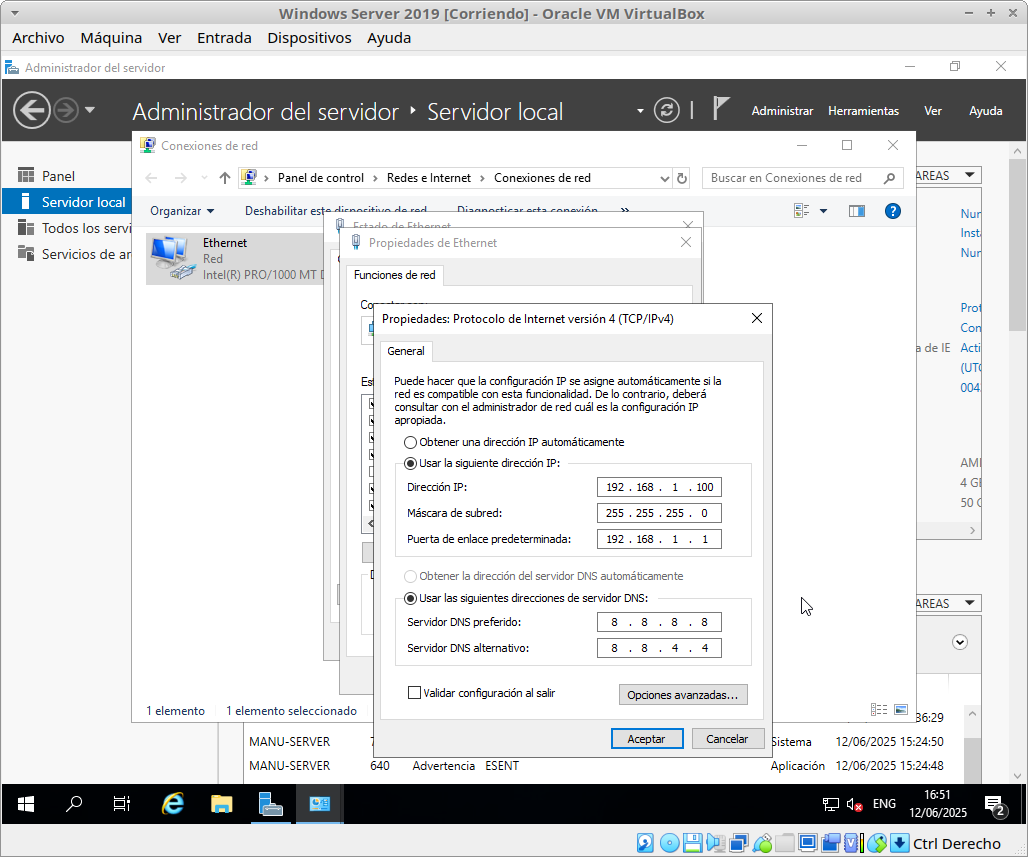 Windows Server 2019 [Corriendo] - Oracle VM VirtualBox
Archivo Máquina Ver Entrada Dispositivos Ayuda
Administrador del servidor
Administrador del servidor Servidor local
Administrar Herramientas Ver Ayuda
Conexiones de red
Panel de control Redes e Internet Conexiones de red
Buscar en Conexiones de red
Organizar Deshabilitar este dispositivo de red Diagnosticar esta conexión »
Panel
Servidor local
Todos los servi
Servicios de ar
Ethernet
Red
Intel(R) PRO/1000 MT
Estado de Ethernet
Propiedades de Ethernet
Funciones de red
Propiedades: Protocolo de Internet versión 4 (TCP/IPv4)
General
Puede hacer que la configuración IP se asigne automáticamente si la
red es compatible con esta funcionalidad. De lo contrario, deberá
consultar con el administrador de red cuál es la configuración IP
apropiada.
Obtener una dirección IP automáticamente
Usar la siguiente dirección IP:
Dirección IP: 192 . 168 . 1 . 100
Máscara de subred: 255 . 255 . 255 . 0
Puerta de enlace predeterminada: 192 . 168 . 1 . 1
Obtener la dirección del servidor DNS automáticamente
Usar las siguientes direcciones de servidor DNS:
Servidor DNS preferido: 8 . 8 . 8 . 8
Servidor DNS alternativo: 8 . 8 . 4 . 4
Validar configuración al salir
Opciones avanzadas...
Aceptar Cancelar
AREAS
Nur
Inst
Nur
Prot
Con
a de IE Acti
(UTC
004
AMI
4 GI
50 G
AREAS
1 elemento 1 elemento seleccionado
36:29
MANU-SERVER Sistema 12/06/2025 15:24:50
MANU-SERVER 640 Advertencia ESENT Aplicación 12/06/2025 15:24:48
ENG
16:51
12/06/2025
2
Ctrl Derecho